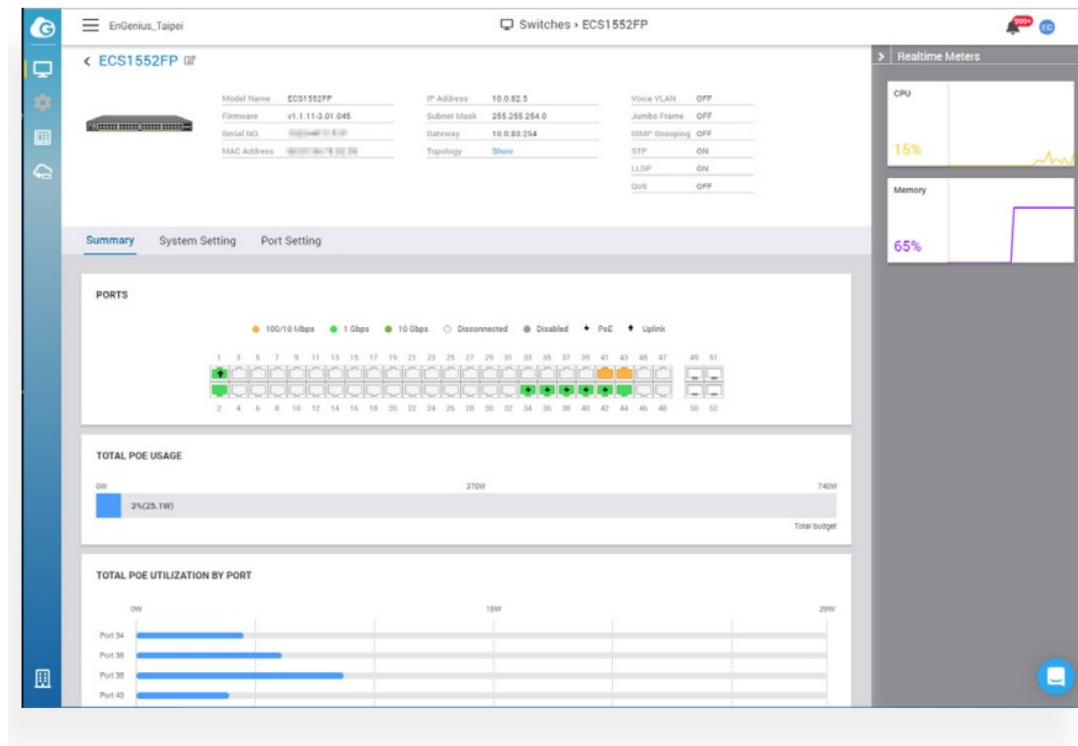 EnGenius_Taipei
Switches › ECS1552FP
999+
EG
ECS1552FP
Realtime Meters
Model Name ECS1552FP
Firmware v1.1.11-3.01.045
Serial NO.
MAC Address
IP Address 10.0.82.5
Subnet Mask 255.255.254.0
Gateway 10.0.83.254
Topology Show
Voice VLAN OFF
Jumbo Frame OFF
IGMP Snooping OFF
STP ON
LLDP ON
QoS OFF
CPU
15%
Memory
65%
Summary System Setting Port Setting
PORTS
100/10 Mbps 1 Gbps 10 Gbps Disconnected Disabled PoE Uplink
1 3 5 7 9 11 13 15 17 19 21 23 25 27 29 31 33 35 37 39 41 43 45 47 49 51
2 4 6 8 10 12 14 16 18 20 22 24 26 28 30 32 34 36 38 40 42 44 46 48 50 52
TOTAL POE USAGE
0W 370W 740W
3%(25.1W)
Total budget
TOTAL POE UTILIZATION BY PORT
0W 15W 29W
Port 34
Port 36
Port 38
Port 40